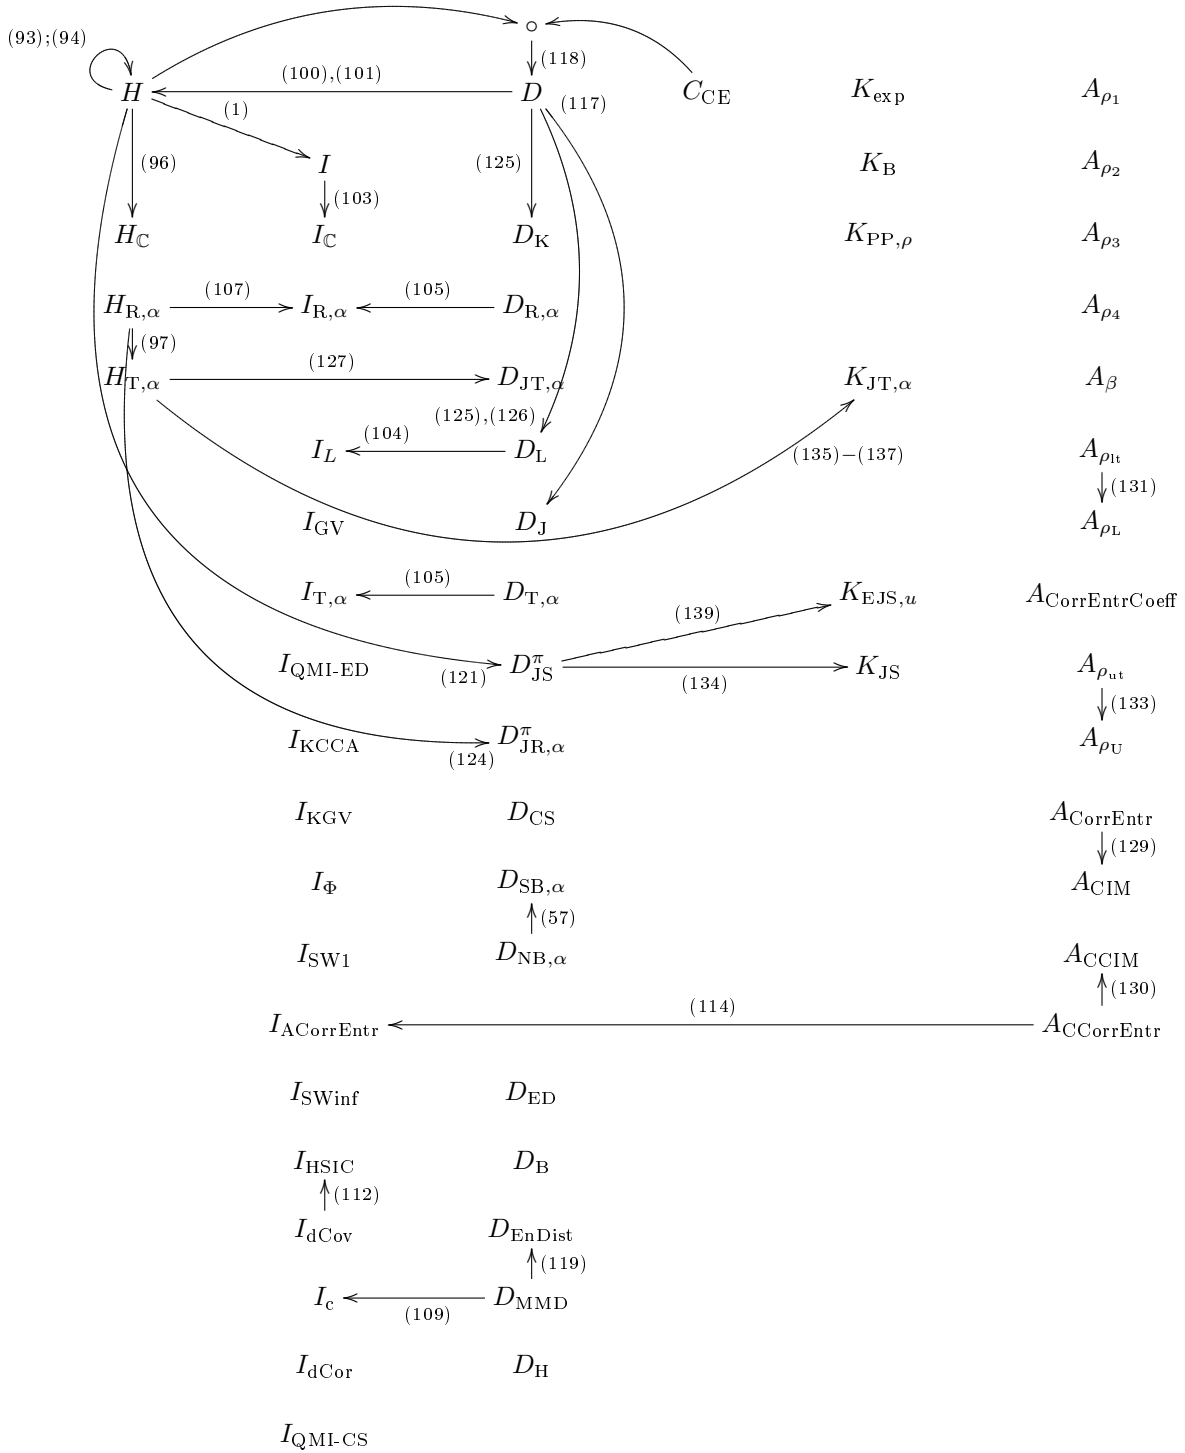 (93);(94)
∘
(118)
(100),(101)
H D (117) C_CE K_exp A_ρ1
(1)
(96) I (125) K_B A_ρ2
(103)
H_ℂ I_ℂ D_K K_PP,ρ A_ρ3
(107) (105)
H_R,α I_R,α D_R,α A_ρ4
(97)
(127)
H_T,α D_JT,α K_JT,α A_β
(125),(126)
(104)
I_L D_L (135)−(137) A_ρlt
(131)
I_GV D_J A_ρL
(105)
I_T,α D_T,α K_EJS,u A_CorrEntrCoeff
(139)
I_QMI-ED (121) D^π_JS K_JS A_ρut
(134)
(133)
I_KCCA D^π_JR,α A_ρU
(124)
I_KGV D_CS A_CorrEntr
(129)
I_Φ D_SB,α A_CIM
(57)
I_SW1 D_NB,α A_CCIM
(130)
(114)
I_ACorrEntr A_CCorrEntr
I_SWinf D_ED
I_HSIC D_B
(112)
I_dCov D_EnDist
(119)
I_c D_MMD
(109)
I_dCor D_H
I_QMI-CS